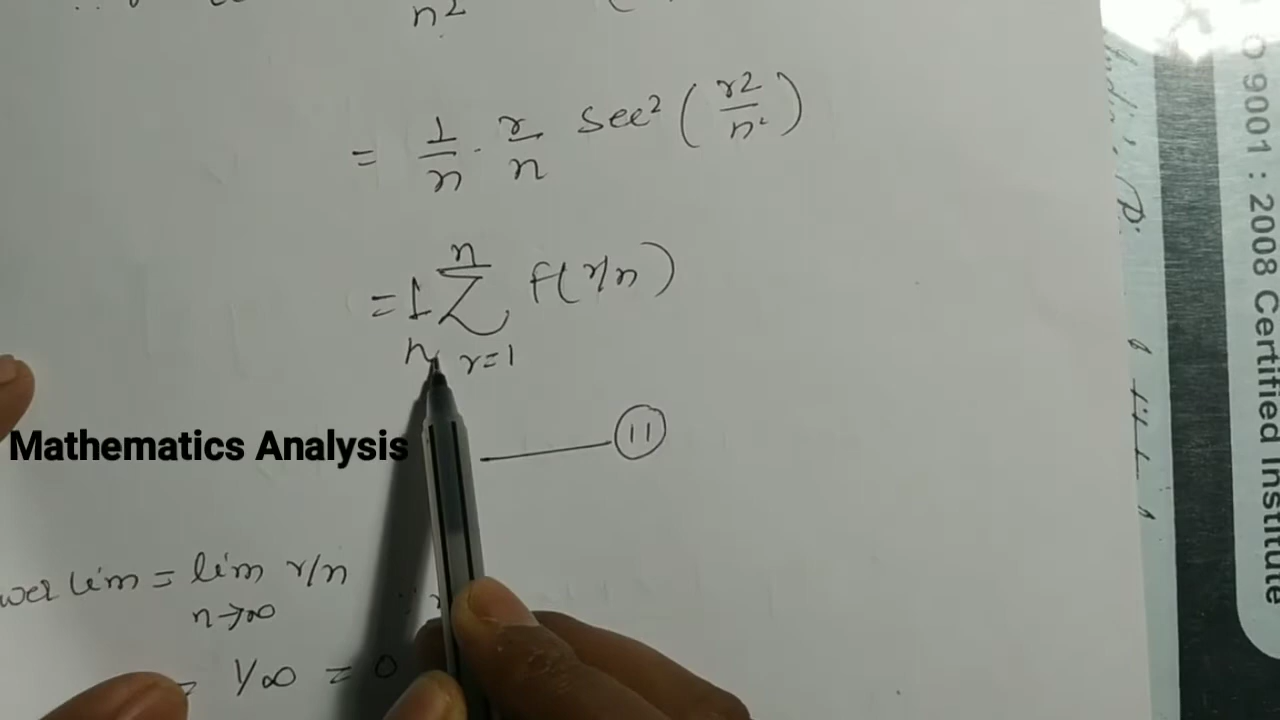 n²
= 1/n · r/n sec² (r2/n²)
= 1/n Σ f(r/n)
n
r=1
11
Mathematics Analysis
wer lim = lim r/n
n→∞
= 1/∞ = 0
O 9001 : 2008 Certified Institute